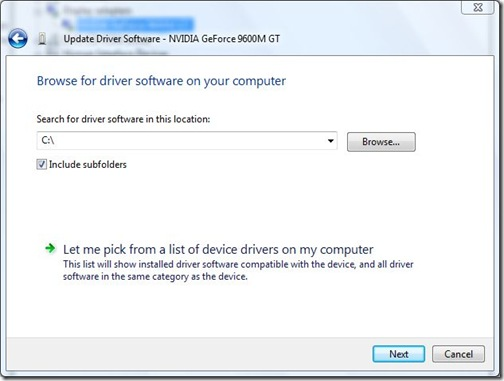 Update Driver Software - NVIDIA GeForce 9600M GT
Browse for driver software on your computer
Search for driver software in this location:
C:\
Browse...
Include subfolders
Let me pick from a list of device drivers on my computer
This list will show installed driver software compatible with the device, and all driver
software in the same category as the device.
Next
Cancel